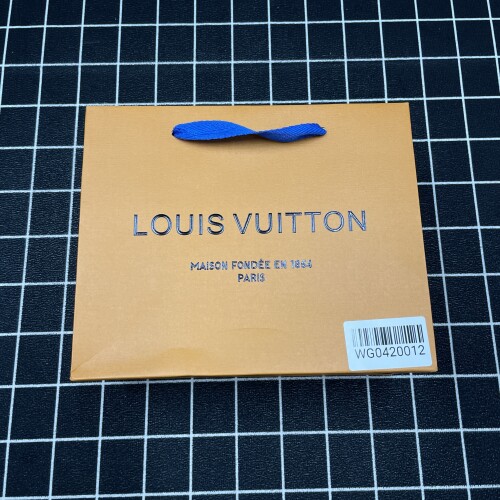 LOUIS VUITTON
MAISON FONDÉE EN 1854
PARIS
WG0420012